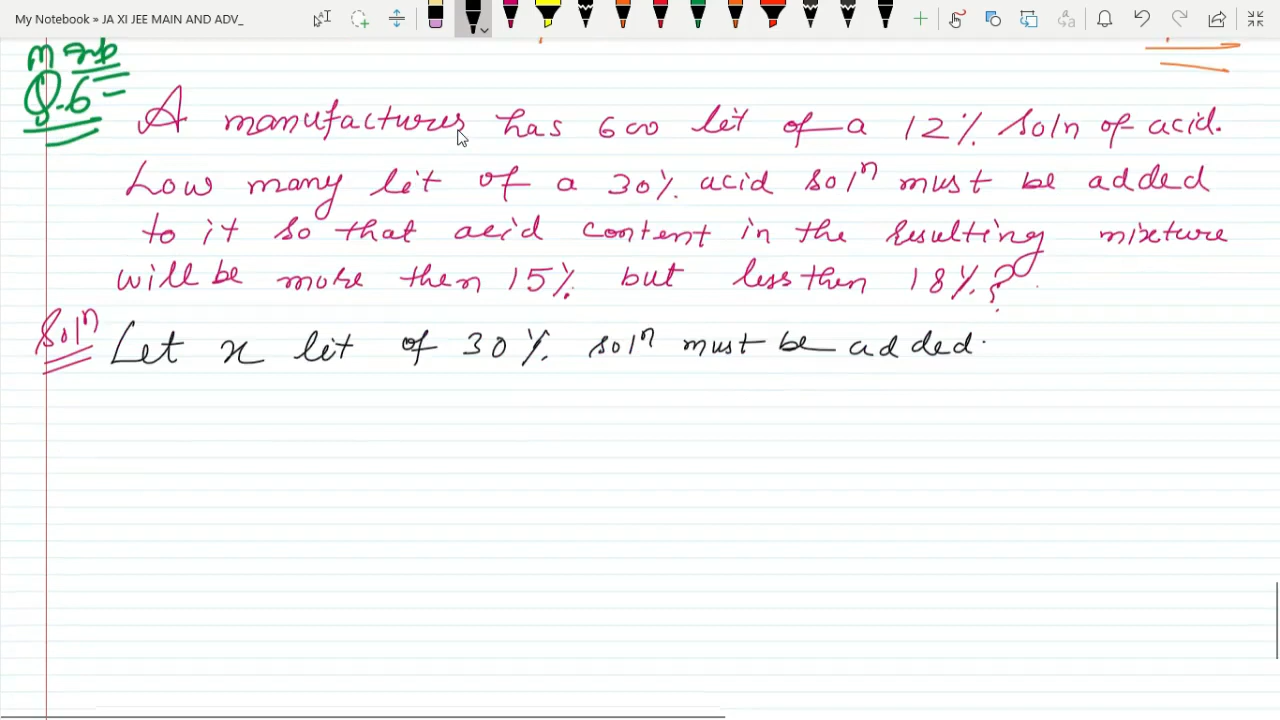 My Notebook » JA XI JEE MAIN AND ADV_
Imp
Q.6
A manufactures has 600 lit of a 12% soln of acid.
how many lit of a 30% acid solⁿ must be added
to it so that acid content in the resulting mixture
will be more then 15% but less then 18%?
Solⁿ Let x lit of 30% solⁿ must be added.